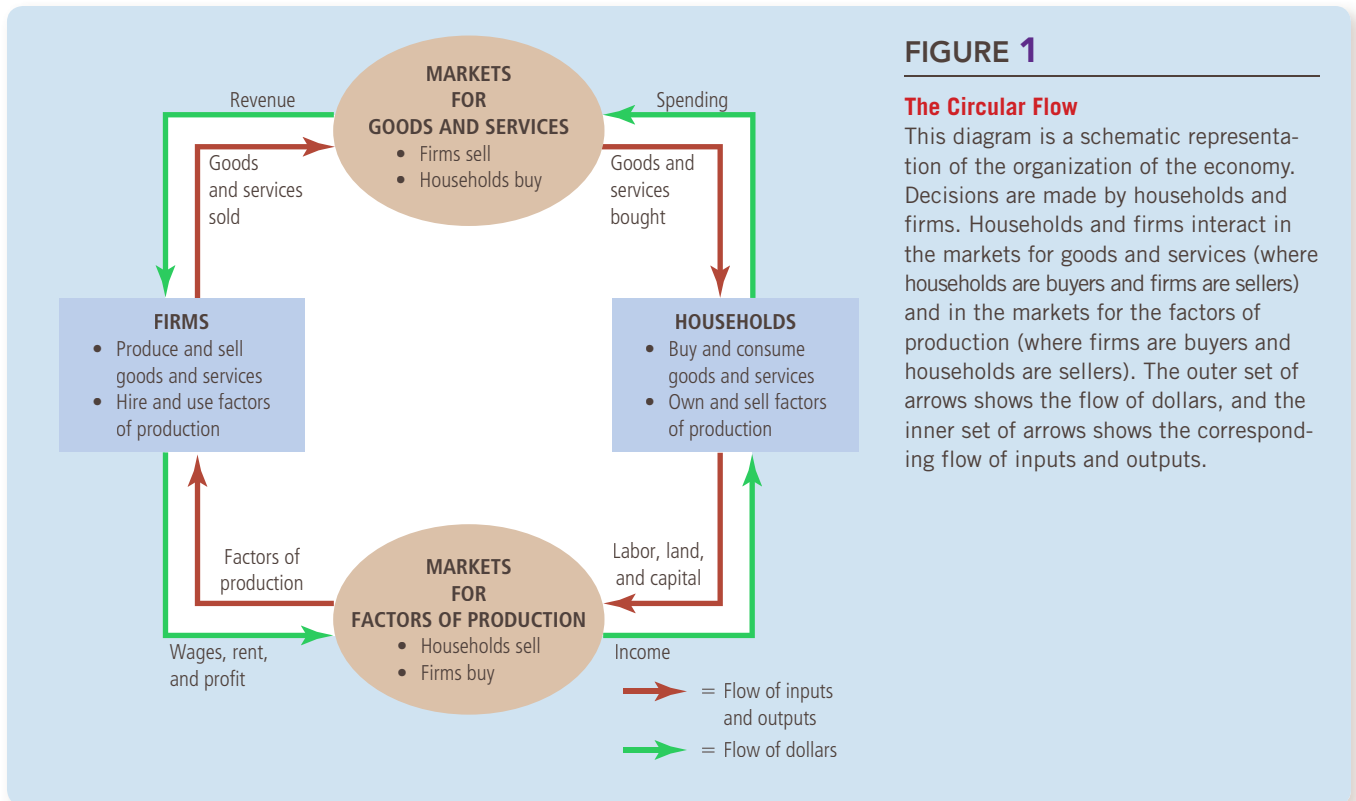 MARKETS
FOR
GOODS AND SERVICES
• Firms sell
• Households buy
Revenue
Spending
Goods
and services
sold
Goods and
services
bought
FIRMS
• Produce and sell
goods and services
• Hire and use factors
of production
HOUSEHOLDS
• Buy and consume
goods and services
• Own and sell factors
of production
Factors of
production
Labor, land,
and capital
MARKETS
FOR
FACTORS OF PRODUCTION
• Households sell
• Firms buy
Wages, rent,
and profit
Income
= Flow of inputs
and outputs
= Flow of dollars
FIGURE 1
The Circular Flow
This diagram is a schematic representa-
tion of the organization of the economy.
Decisions are made by households and
firms. Households and firms interact in
the markets for goods and services (where
households are buyers and firms are sellers)
and in the markets for the factors of
production (where firms are buyers and
households are sellers). The outer set of
arrows shows the flow of dollars, and the
inner set of arrows shows the correspond-
ing flow of inputs and outputs.